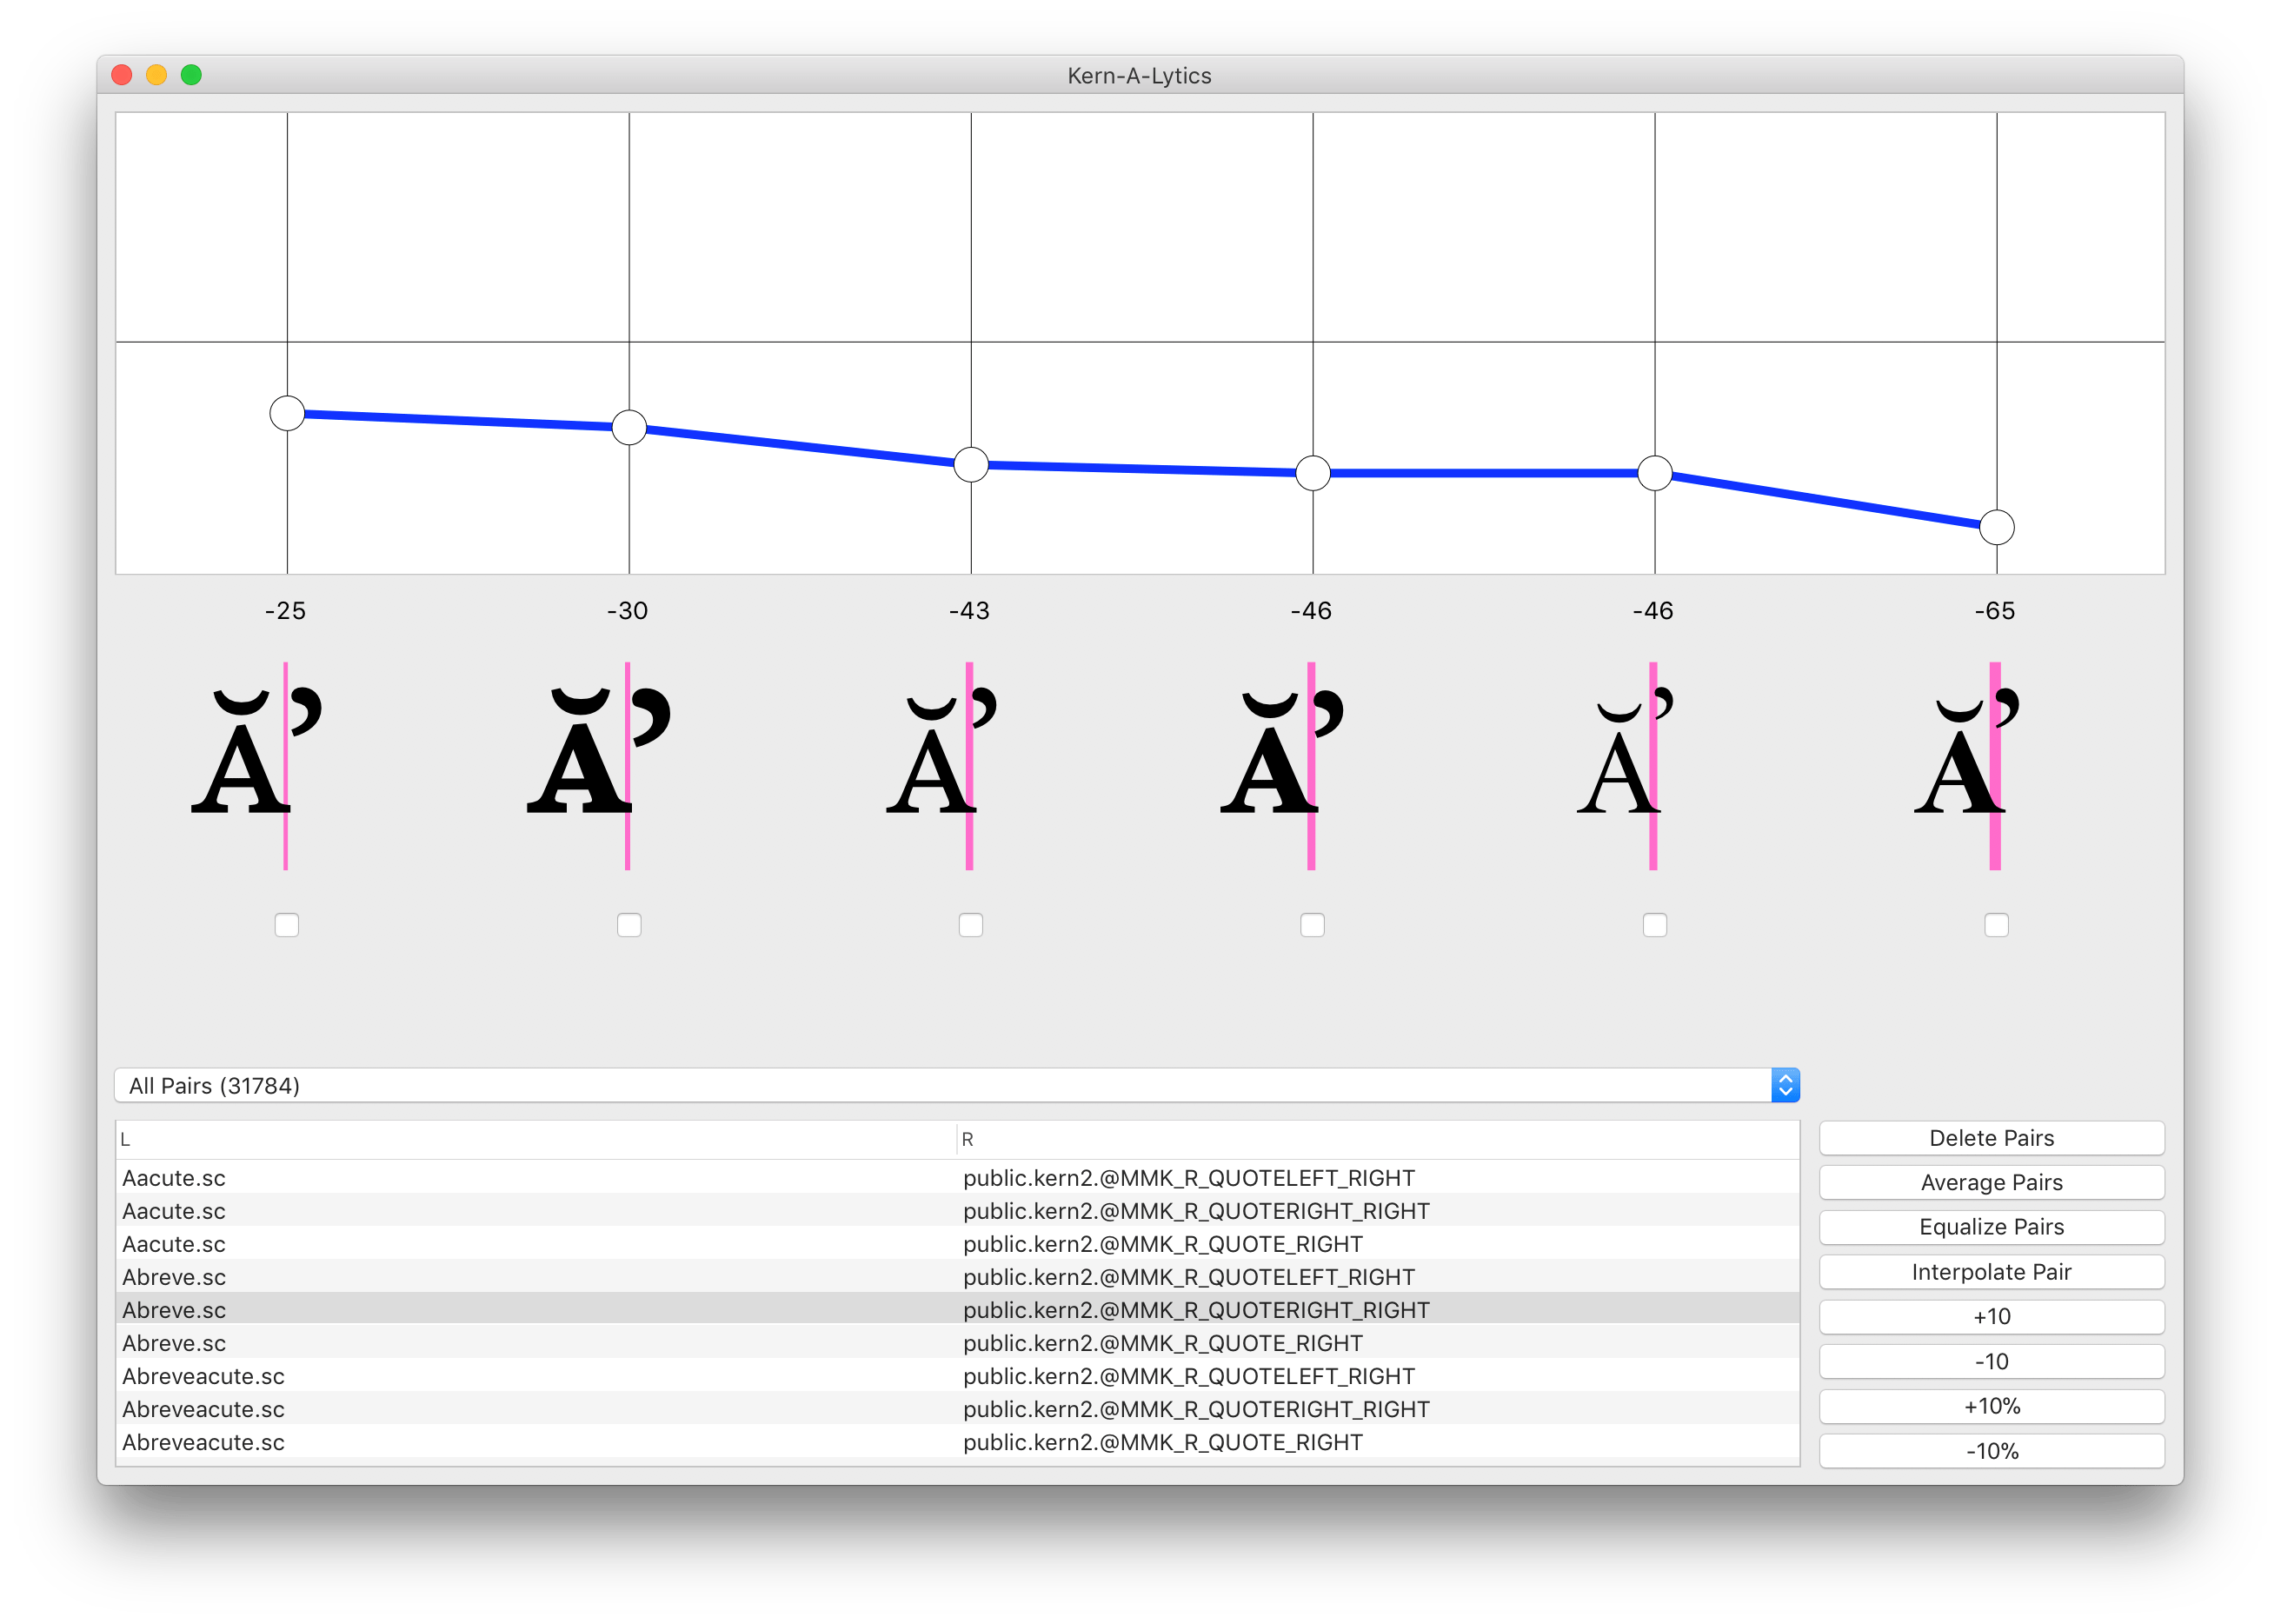 Kern-A-Lytics
-25 -30 -43 -46 -46 -65
Ă’ Ă’ Ă’ Ă’ Ă’ Ă’
All Pairs (31784)
L R
Aacute.sc public.kern2.@MMK_R_QUOTELEFT_RIGHT
Aacute.sc public.kern2.@MMK_R_QUOTERIGHT_RIGHT
Aacute.sc public.kern2.@MMK_R_QUOTE_RIGHT
Abreve.sc public.kern2.@MMK_R_QUOTELEFT_RIGHT
Abreve.sc public.kern2.@MMK_R_QUOTERIGHT_RIGHT
Abreve.sc public.kern2.@MMK_R_QUOTE_RIGHT
Abreveacute.sc public.kern2.@MMK_R_QUOTELEFT_RIGHT
Abreveacute.sc public.kern2.@MMK_R_QUOTERIGHT_RIGHT
Abreveacute.sc public.kern2.@MMK_R_QUOTE_RIGHT
Delete Pairs
Average Pairs
Equalize Pairs
Interpolate Pair
+10
-10
+10%
-10%